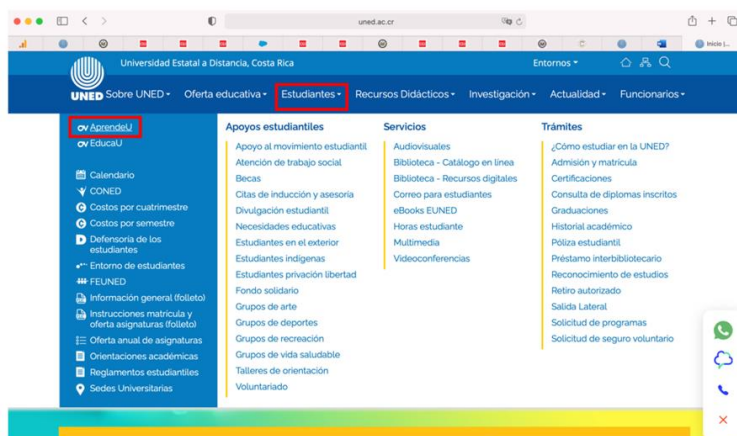 uned.ac.cr
Inicio (...
Universidad Estatal a Distancia, Costa Rica
Entornos
UNED
Sobre UNED
Oferta educativa
Estudiantes
Recursos Didácticos
Investigación
Actualidad
Funcionarios
AprendeU
EducaU
Calendario
CONED
Costos por cuatrimestre
Costos por semestre
Defensoría de los
estudiantes
Entorno de estudiantes
FEUNED
Información general (folleto)
Instrucciones matrícula y
oferta asignaturas (folleto)
Oferta anual de asignaturas
Orientaciones académicas
Reglamentos estudiantiles
Sedes Universitarias
Apoyos estudiantiles
Apoyo al movimiento estudiantil
Atención de trabajo social
Becas
Citas de inducción y asesoría
Divulgación estudiantil
Necesidades educativas
Estudiantes en el exterior
Estudiantes indígenas
Estudiantes privación libertad
Fondo solidario
Grupos de arte
Grupos de deportes
Grupos de recreación
Grupos de vida saludable
Talleres de orientación
Voluntariado
Servicios
Audiovisuales
Biblioteca - Catálogo en línea
Biblioteca - Recursos digitales
Correo para estudiantes
eBooks EUNED
Horas estudiante
Multimedia
Videoconferencias
Trámites
¿Cómo estudiar en la UNED?
Admisión y matrícula
Certificaciones
Consulta de diplomas inscritos
Graduaciones
Historial académico
Póliza estudiantil
Préstamo interbibliotecario
Reconocimiento de estudios
Retiro autorizado
Salida Lateral
Solicitud de programas
Solicitud de seguro voluntario